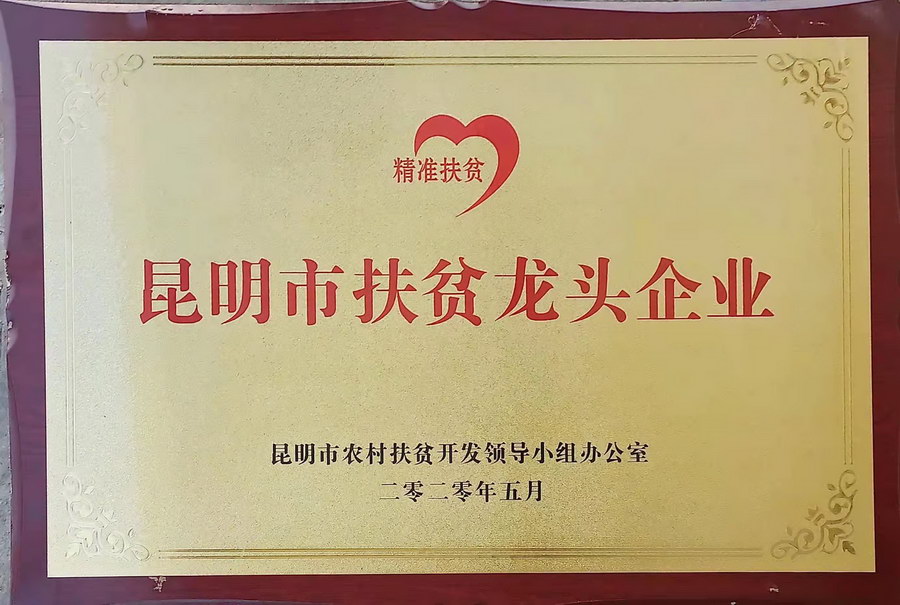 精准扶贫
昆明市扶贫龙头企业
昆明市农村扶贫开发领导小组办公室
二零二零年五月